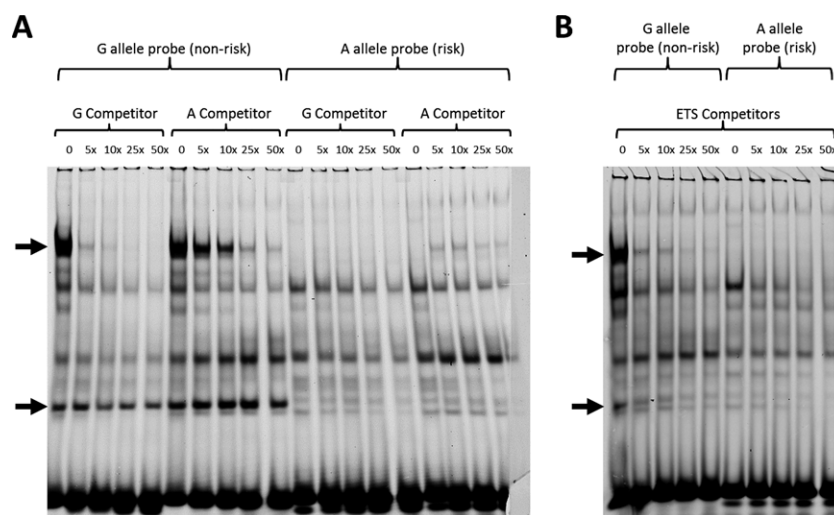 A
G allele probe (non-risk) A allele probe (risk)
G Competitor A Competitor G Competitor A Competitor
0 5x 10x 25x 50x 0 5x 10x 25x 50x 0 5x 10x 25x 50x 0 5x 10x 25x 50x
B
G allele probe (non-risk)
A allele probe (risk)
ETS Competitors
0 5x 10x 25x 50x 0 5x 10x 25x 50x